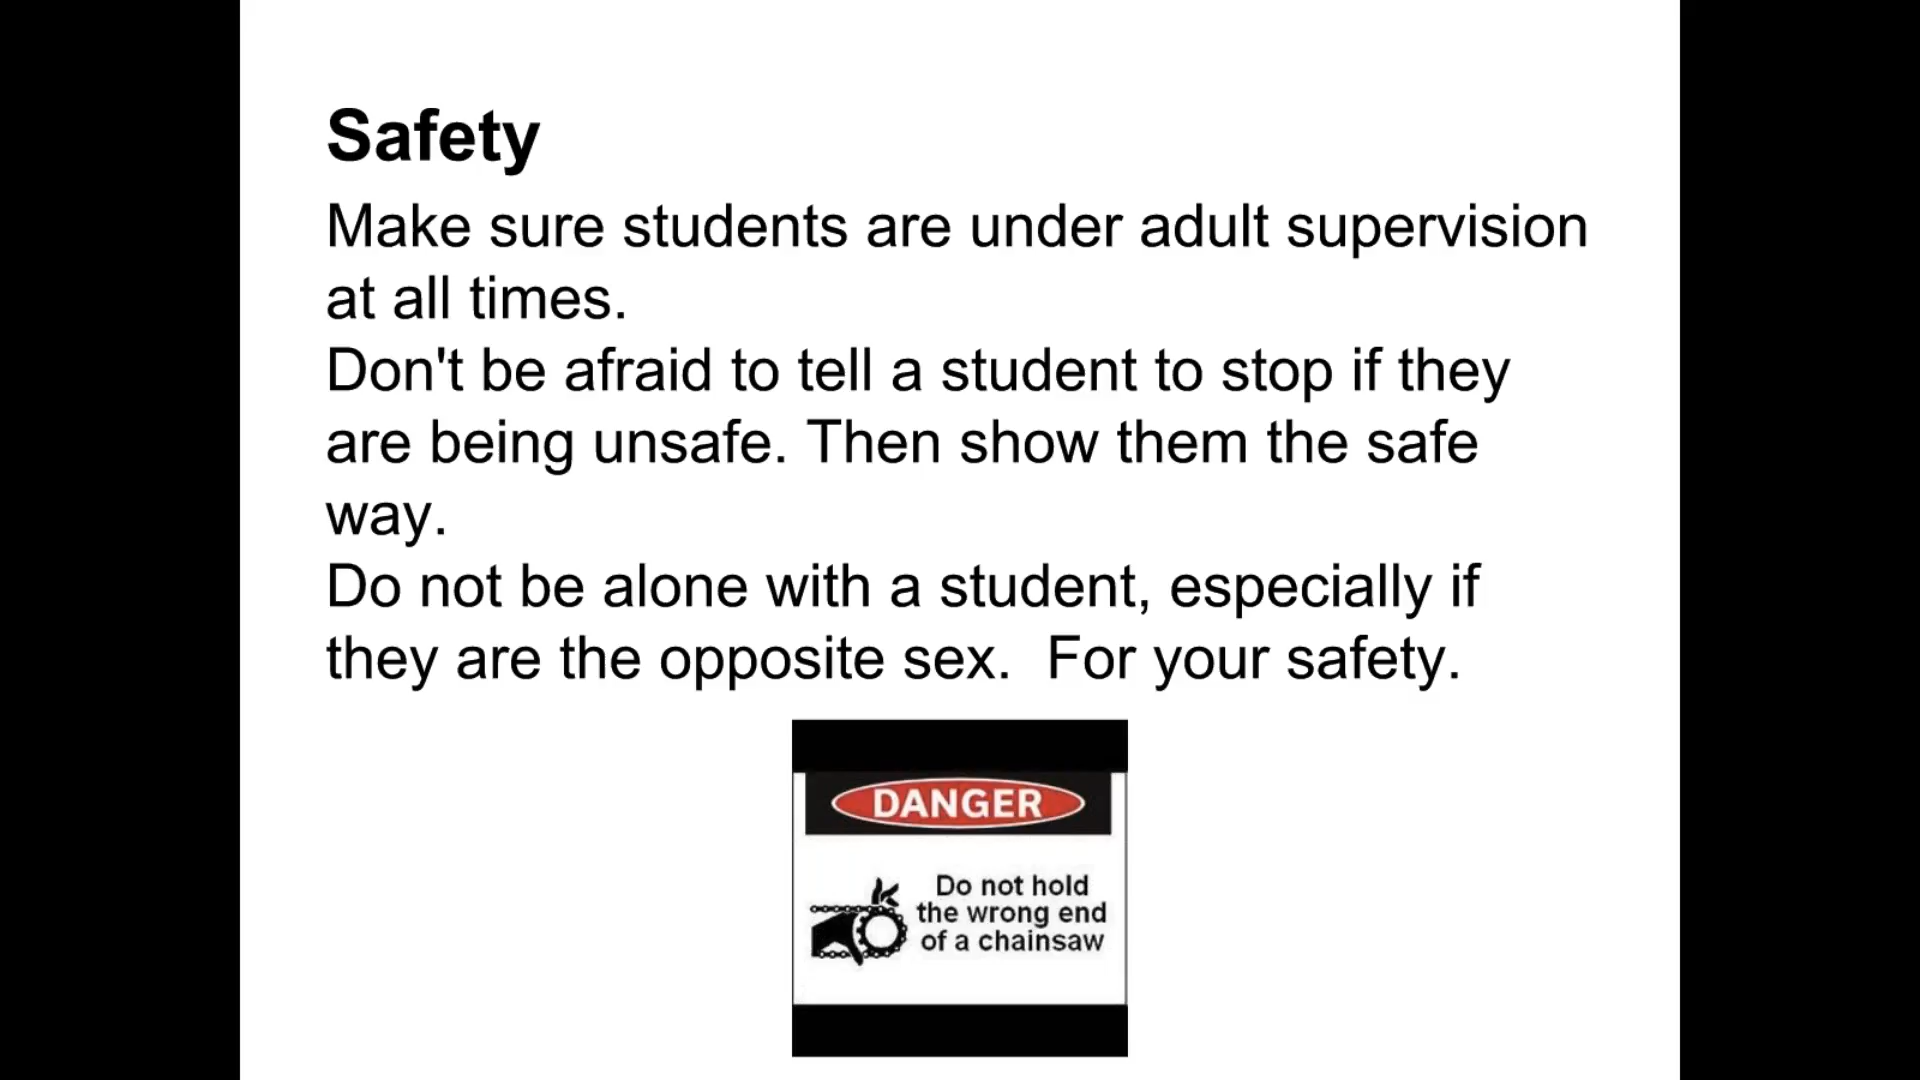 Safety
Make sure students are under adult supervision
at all times.
Don't be afraid to tell a student to stop if they
are being unsafe. Then show them the safe
way.
Do not be alone with a student, especially if
they are the opposite sex.  For your safety.
DANGER
Do not hold
the wrong end
of a chainsaw